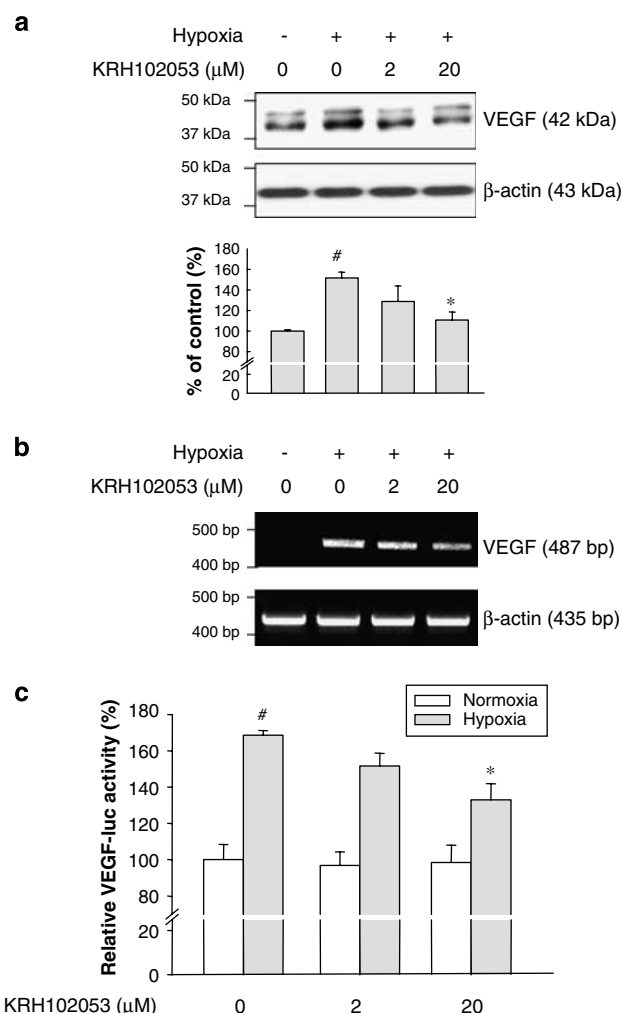 a
Hypoxia - + + +
KRH102053 (μM) 0 0 2 20
50 kDa
37 kDa
VEGF (42 kDa)
50 kDa
37 kDa
β-actin (43 kDa)
% of control (%)
180
160
140
120
100
80
20
0
#
*
b
Hypoxia - + + +
KRH102053 (μM) 0 0 2 20
500 bp
400 bp
VEGF (487 bp)
500 bp
400 bp
β-actin (435 bp)
c
Normoxia
Hypoxia
Relative VEGF-luc activity (%)
180
160
140
120
100
80
20
0
#
*
KRH102053 (μM) 0 2 20